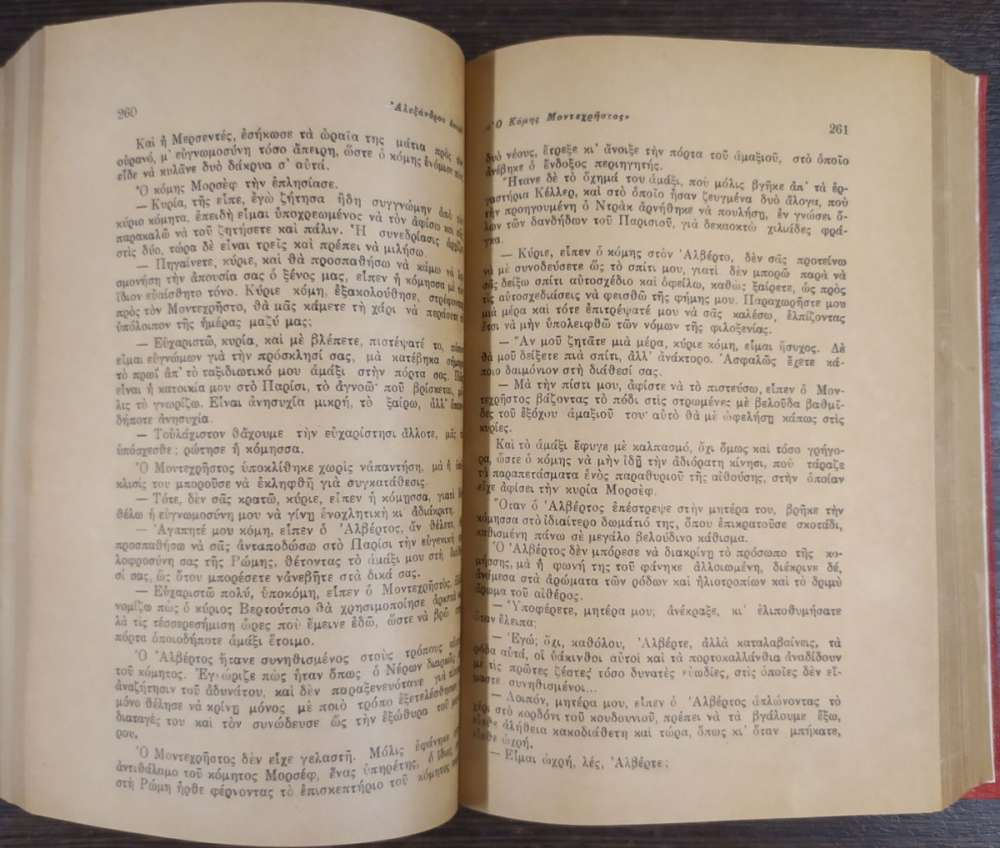 260
Ἀλεξάνδρου
Καὶ ἡ Μερσεντές, ἐσήκωσε τὰ ὡραῖα της μάτια πρὸς
οὐρανό, μ' εὐγνωμοσύνη τόσο ἄπειρη, ὥστε ὁ κόμης ἐνόμισε πὼς
εἶδε νὰ κυλᾶνε δυὸ δάκρυα σ' αὐτά.
Ὁ κόμης Μορσὲφ τὴν ἐπλησίασε.
— Κυρία, τῆς εἶπε, ἐγὼ ζήτησα ἤδη συγγνώμην ἀπὸ
κύριο κόμητα, ἐπειδὴ εἶμαι ὑποχρεωμένος νὰ τὸν ἀφίσω καὶ σᾶς
παρακαλῶ νὰ τοῦ ζητήσετε καὶ πάλιν. Ἡ συνεδρίασις ἀρχίζει
στὶς δύο, τώρα δὲ εἶναι τρεῖς καὶ πρέπει νὰ μιλήσω.
— Πηγαίνετε, κύριε, καὶ θὰ προσπαθήσω νὰ κάμω νὰ
σμονήση τὴν ἀπουσία σας ὁ ξένος μας, εἶπεν ἡ κόμησσα μὲ
ἴδιον εὐαίσθητο τόνο. Κύριε κόμη, ἐξακολούθησε,
πρὸς τὸν Μοντεχρῆστο, θὰ μᾶς κάμετε τὴ χάρι νὰ περάσετε
ὑπόλοιπον τῆς ἡμέρας μαζύ μας;
— Εὐχαριστῶ, κυρία, καὶ μὲ βλέπετε, πιστέψατέ το,
εἶμαι εὐγνώμων γιὰ τὴν πρόσκλησί σας, μὰ κατέβηκα σήμερα
τὸ πρωῒ ἀπ' τὸ ταξιδιωτικό μου ἀμάξι στὴν πόρτα σας.
εἶναι ἡ κατοικία μου στὸ Παρίσι, τὸ ἀγνοῶ· ποῦ βρίσκεται,
λις τὸ γνωρίζω. Εἶναι ἀνησυχία μικρή, τὸ ξαίρω, ἀλλ'
δήποτε ἀνησυχία.
— Τοὐλάχιστον θἄχουμε τὴν εὐχαρίστησι ἄλλοτε, μᾶς
ὑπόσχεσθε; ρώτησε ἡ κόμησσα.
Ὁ Μοντεχρῆστος ὑποκλίθηκε χωρὶς νἀπαντήση, μὰ ἡ
κλισίς του μποροῦσε νὰ ἐκληφθῆ γιὰ συγκατάθεσις.
— Τότε, δὲν σᾶς κρατῶ, κύριε, εἶπεν ἡ κόμησσα, γιατὶ
θέλω ἡ εὐγνωμοσύνη μου νὰ γίνη ἐνοχλητικὴ κι ἀδιάκριτη.
— Ἀγαπητέ μου κόμη, εἶπεν ὁ Ἀλβέρτος, ἂν θέλετε,
προσπαθήσω νὰ σᾶς ἀνταποδώσω στὸ Παρίσι τὴν εὐγενική
λοφροσύνη σας τῆς Ρώμης, θέτοντας τὸ ἀμάξι μου στὴ
σί σας, ὡς ὅτου μπορέσετε νἀνεβῆτε στὰ δικά σας.
— Εὐχαριστῶ πολύ, ὑποκόμη, εἶπεν ὁ Μοντεχρῆστος,
νομίζω πὼς ὁ κύριος Βερτούτσιο θὰ χρησιμοποίησε ἀρκετὰ
λὰ τὶς τέσσερεσήμιση ὧρες ποὺ ἔμεινε ἐδῶ, ὥστε νὰ βρῶ
πόρτα ὁποιοδήποτε ἀμάξι ἕτοιμο.
Ὁ Ἀλβέρτος ἤτανε συνηθισμένος στοὺς τρόπους
τοῦ κόμητος. Ἐγνώριζε πὼς ἦταν ὅπως ὁ Νέρων διαρκῶς
ἀναζήτησιν τοῦ ἀδυνάτου, καὶ δὲν παραξενευότανε γιὰ
μόνο θέλησε νὰ κρίνη μόνος μὲ ποιὸ τρόπο ἐξετελέσθησαν
διαταγές του καὶ τὸν συνώδευσε ὣς τὴν ἐξώθυρα τοῦ
ρου.
Ὁ Μοντεχρῆστος δὲν εἶχε γελαστῆ. Μόλις ἐφάνηκε
ἀντιθάλαμο τοῦ κόμητος Μορσέφ, ἕνας ὑπηρέτης, ὁ ἴδιος
στὴ Ρώμη ἦρθε φέρνοντας τὸ ἐπισκεπτήριο τοῦ κόμητος
«Ὁ Κόμης Μοντεχρῆστος»
261
δυὸ νέους, ἔτρεξε κι' ἄνοιξε τὴν πόρτα τοῦ ἀμαξιοῦ, στὸ ὁποῖο
ἀνέβηκε ὁ ἔνδοξος περιηγητής.
Ἤτανε δὲ τὸ ὄχημά του ἀμάξι, ποὺ μόλις βγῆκε ἀπ' τὰ ἐρ-
γαστήρια Κέλλερ, καὶ στὸ ὁποῖο ἦσαν ζευγμένα δυὸ ἄλογα, ποὺ
τὴν προηγουμένη ὁ Ντρὰκ ἀρνήθηκε νὰ πουλήση, ἐν γνώσει ὅ-
λων τῶν δανδήδων τοῦ Παρισιοῦ, γιὰ δεκαοκτὼ χιλιάδες φρά-
γκα.
— Κύριε, εἶπεν ὁ κόμης στὸν Ἀλβέρτο, δὲν σᾶς προτείνω
νὰ μὲ συνοδεύσετε ὣς τὸ σπίτι μου, γιατὶ δὲν μπορῶ παρὰ νὰ
σᾶς δείξω σπίτι αὐτοσχέδιο καὶ ὀφείλω, καθὼς ξαίρετε, ὡς πρὸς
τὶς αὐτοσχεδιάσεις νὰ φεισθῶ τῆς φήμης μου. Παραχωρῆστε μου
μιὰ μέρα καὶ τότε ἐπιτρέψατέ μου νὰ σᾶς καλέσω, ἐλπίζοντας
ἔτσι νὰ μὴν ὑπολειφθῶ τῶν νόμων τῆς φιλοξενίας.
— Ἂν μοῦ ζητᾶτε μιὰ μέρα, κύριε κόμη, εἶμαι ἥσυχος. Δὲ
θὰ μοῦ δείξετε πιὰ σπίτι, ἀλλ' ἀνάκτορο. Ἀσφαλῶς ἔχετε κά-
ποιο δαιμόνιον στὴ διάθεσί σας.
— Μὰ τὴν πίστι μου, ἀφίστε νὰ τὸ πιστεύσω, εἶπεν ὁ Μον-
τεχρῆστος βάζοντας τὸ πόδι στὶς στρωμένες μὲ βελοῦδα βαθμί-
δες τοῦ ἐξόχου ἀμαξιοῦ του· αὐτὸ θὰ μὲ ὠφελήση κάπως στὶς
κυρίες.
Καὶ τὸ ἀμάξι ἔφυγε μὲ καλπασμό, ὄχι ὅμως καὶ τόσο γρήγο-
ρα, ὥστε ὁ κόμης νὰ μὴν ἰδῆ τὴν ἀδιόρατη κίνησι, ποὺ τάραζε
τὰ παραπετάσματα ἑνὸς παραθυριοῦ τῆς αἰθούσης, στὴν ὁποίαν
εἶχε ἀφίσει τὴν κυρία Μορσέφ.
Ὅταν ὁ Ἀλβέρτος ἐπέστρεψε στὴν μητέρα του, βρῆκε τὴν
κόμησσα στὸ ἰδιαίτερο δωμάτιό της, ὅπου ἐπικρατοῦσε σκοτάδι,
καθισμένη πάνω σὲ μεγάλο βελούδινο κάθισμα.
Ὁ Ἀλβέρτος δὲν μπόρεσε νὰ διακρίνη τὸ πρόσωπο τῆς κο-
μήσσης, μὰ ἡ φωνή της τοῦ φάνηκε ἀλλοιωμένη, διέκρινε δέ,
ἀνάμεσα στὰ ἀρώματα τῶν ρόδων καὶ ἡλιοτροπίων καὶ τὸ δριμὺ
ἄρωμα τοῦ αἰθέρος.
— Ὑποφέρετε, μητέρα μου; ἀνέκραξε, κι' ἐλιποθυμήσατε
ὅταν ἔλειπα;
— Ἐγώ; ὄχι, καθόλου, Ἀλβέρτε, ἀλλὰ καταλαβαίνεις, τὰ
ρόδα αὐτά, οἱ ὑάκινθοι αὐτοὶ καὶ τὰ πορτοκαλλάνθια ἀναδίδουν
μὲ τὶς πρῶτες ζέστες τόσο δυνατὲς εὐωδίες, στὶς ὁποῖες δὲν εἴ-
μαστε συνηθισμένοι...
— Λοιπόν, μητέρα μου, εἶπεν ὁ Ἀλβέρτος ἁπλώνοντας τὸ
χέρι στὸ κορδόνι τοῦ κουδουνιοῦ, πρέπει νὰ τὰ βγάλουμε ἔξω,
εἶσθε ἀλήθεια κακοδιάθετη καὶ τώρα, ὅπως κι' ὅταν μπήκατε,
εἶσθε ὠχρή.
— Εἶμαι ὠχρή, λές, Ἀλβέρτε;